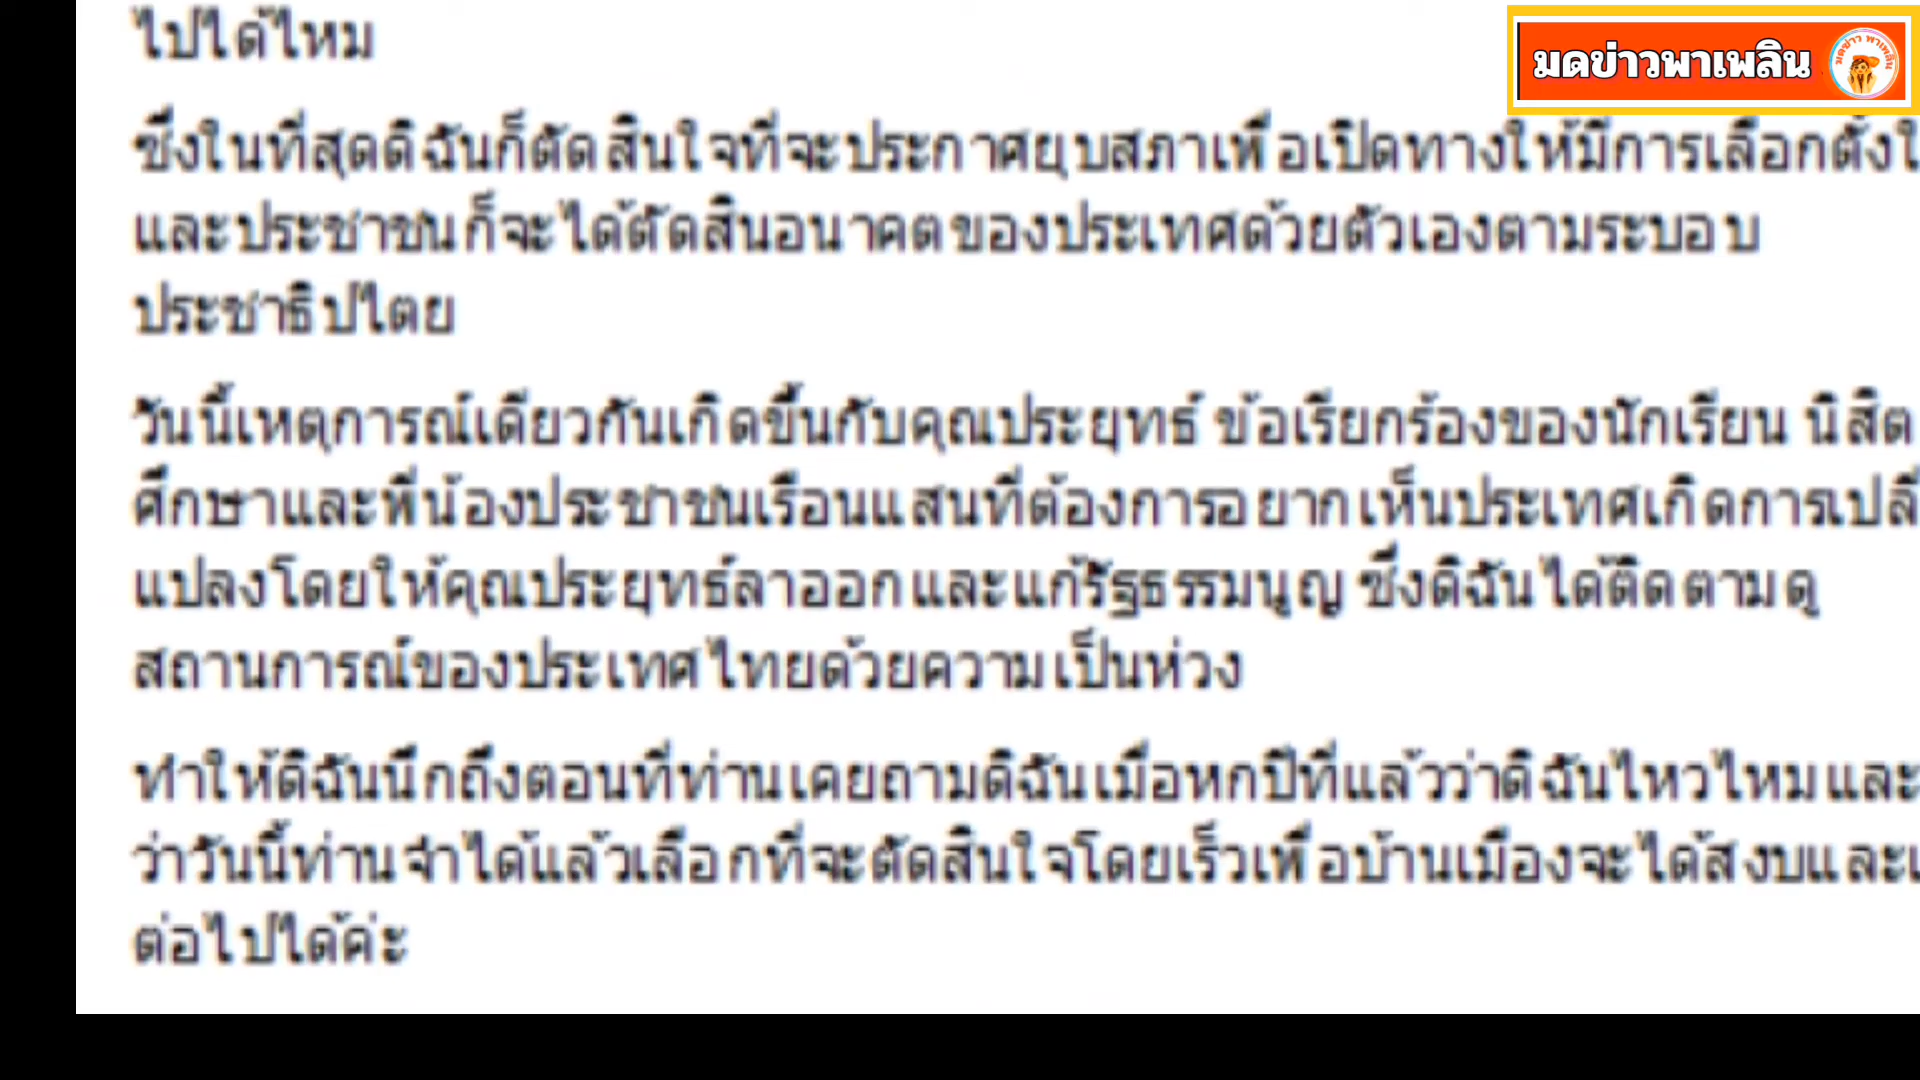 ไปได้ไหม
มดข่าวพาเพลิน
มดข่าว พาเพลิน
ซึ่งในที่สุดดิฉันก็ตัดสินใจที่จะประกาศยุบสภาเพื่อเปิดทางให้มีการเลือกตั้งใ
และประชาชนก็จะได้ตัดสินอนาคตของประเทศด้วยตัวเองตามระบอบ
ประชาธิปไตย
วันนี้เหตุการณ์เดียวกันเกิดขึ้นกับคุณประยุทธ์ ข้อเรียกร้องของนักเรียน นิสิต
ศึกษาและพี่น้องประชาชนเรือนแสนที่ต้องการอยากเห็นประเทศเกิดการเปลี่
แปลงโดยให้คุณประยุทธ์ลาออกและแก้รัฐธรรมนูญ ซึ่งดิฉันได้ติดตามดู
สถานการณ์ของประเทศไทยด้วยความเป็นห่วง
ทำให้ดิฉันนึกถึงตอนที่ท่านเคยถามดิฉันเมื่อหกปีที่แล้วว่าดิฉันไหวไหมและ
ว่าวันนี้ท่านจำได้แล้วเลือกที่จะตัดสินใจโดยเร็วเพื่อบ้านเมืองจะได้สงบและเ
ต่อไปได้ค่ะ